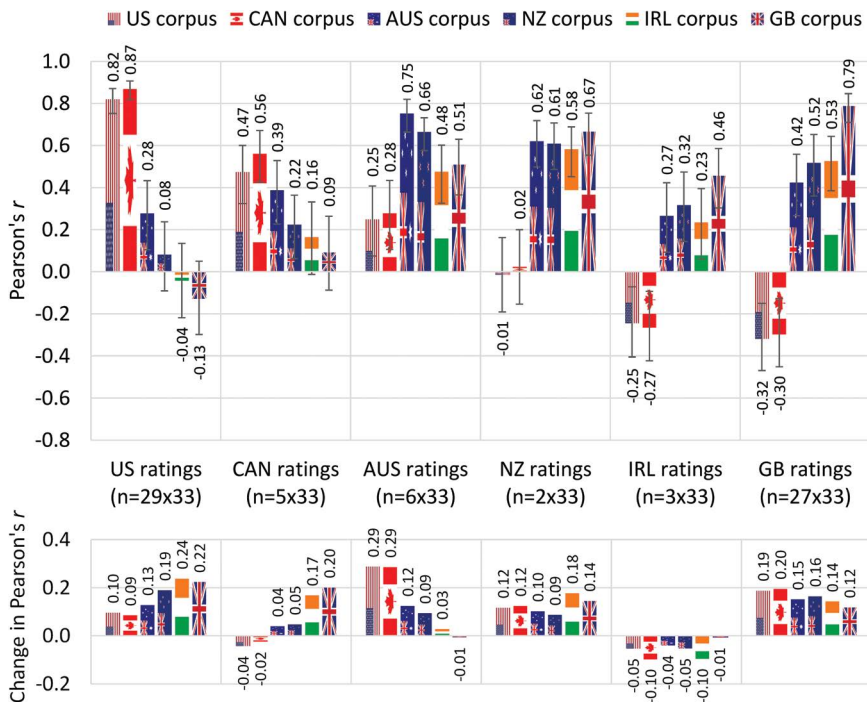 US corpus CAN corpus AUS corpus NZ corpus IRL corpus GB corpus
Pearson's r
1.0
0.8
0.6
0.4
0.2
0.0
-0.2
-0.4
-0.6
-0.8
0.82 0.87 0.28 0.08 -0.04 -0.13
0.47 0.56 0.39 0.22 0.16 0.09
0.25 0.28 0.75 0.66 0.48 0.51
-0.01 0.02 0.62 0.61 0.58 0.67
-0.25 -0.27 0.27 0.32 0.23 0.46
-0.32 -0.30 0.42 0.52 0.53 0.79
US ratings CAN ratings AUS ratings NZ ratings IRL ratings GB ratings
(n=29x33) (n=5x33) (n=6x33) (n=2x33) (n=3x33) (n=27x33)
Change in Pearson's r
0.4
0.2
0.0
-0.2
0.10 0.09 0.13 0.19 0.24 0.22
-0.04 -0.02 0.04 0.05 0.17 0.20
0.29 0.29 0.12 0.09 0.03 -0.01
0.12 0.12 0.10 0.09 0.18 0.14
-0.05 -0.10 -0.04 -0.05 -0.10 -0.01
0.19 0.20 0.15 0.16 0.14 0.12